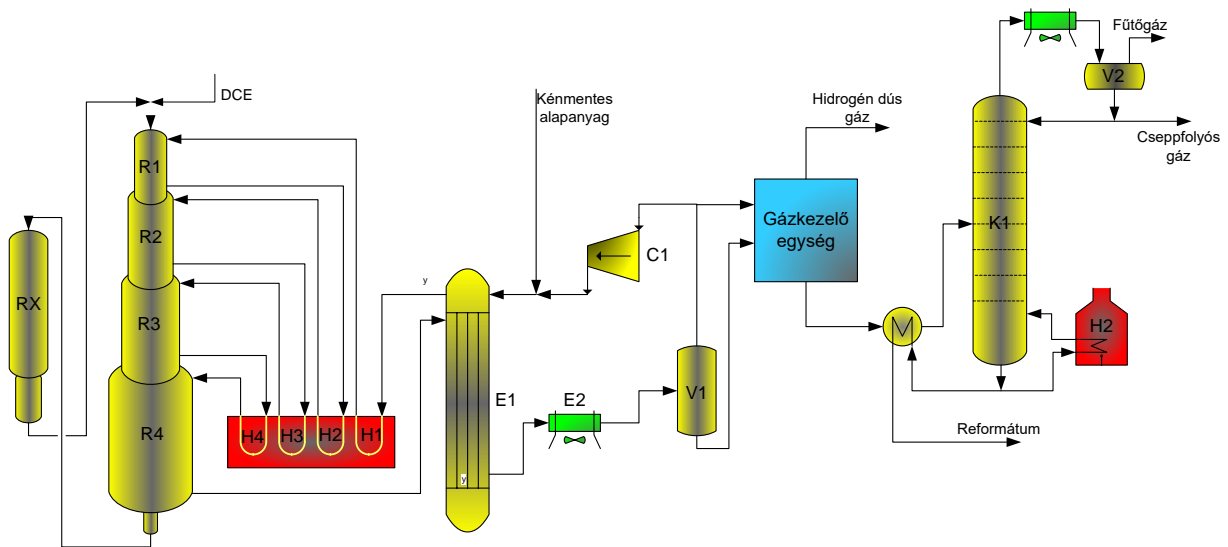 Fűtőgáz
V2
DCE
Kénmentes
alapanyag
Hidrogén dús
gáz
Cseppfolyós
gáz
R1
R2
R3
R4
RX
Gázkezelő
egység
C1
K1
y
H2
E1
E2
V1
H4
H3
H2
H1
Reformátum
y